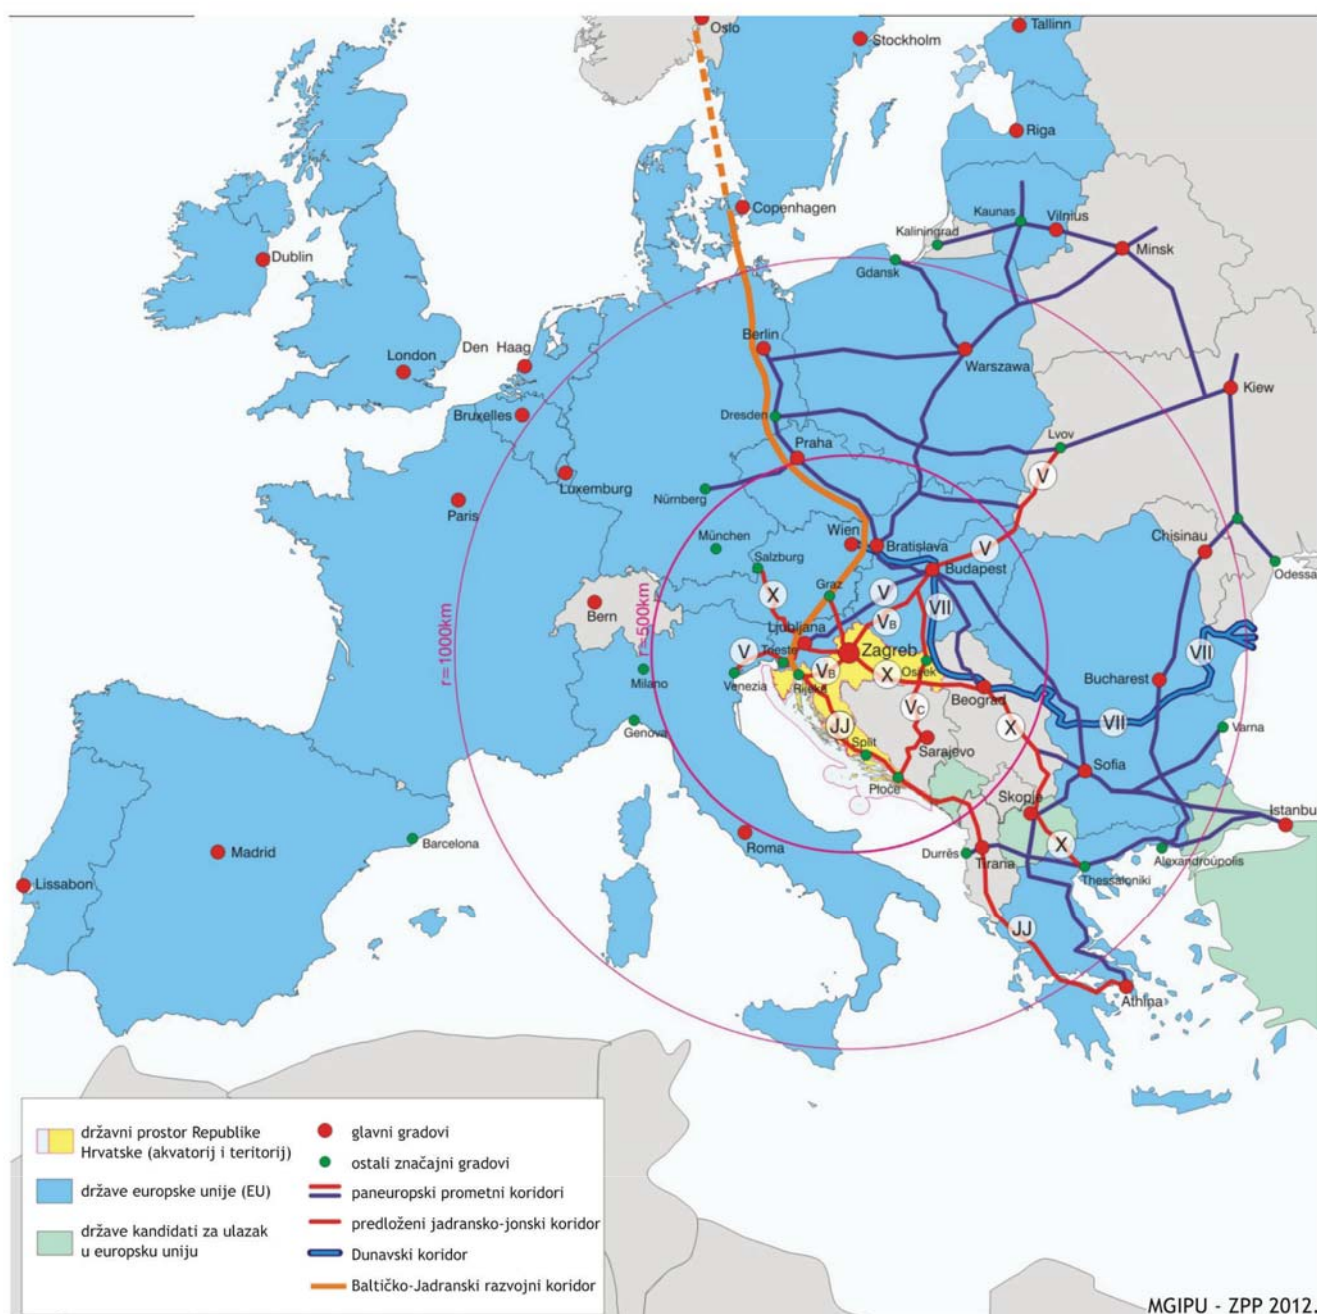 Oslo
Stockholm
Tallinn
Riga
Copenhagen
Kaunas
Vilnius
Kaliningrad
Minsk
Gdansk
Dublin
Berlin
Den Haag
London
Warszawa
Kiew
Bruxelles
Dresden
Praha
Lvov
V
Luxemburg
Nürnberg
Paris
München
Wien
Bratislava
V
Chisinau
Salzburg
Budapest
Odessa
Graz
V
X
VII
Bern
r=1000km
r=500km
Ljubljana
VB
Trieste
Zagreb
V
VB
X
Osijek
VII
Milano
Venezia
Rijeka
Beograd
Bucharest
VC
Genova
JJ
X
VII
Varna
Split
Sarajevo
Sofia
Ploče
Skopje
Istanbu
Madrid
Barcelona
Roma
Durrës
Tirana
X
Alexandroúpolis
Thessaloniki
Lissabon
JJ
Athina
državni prostor Republike
Hrvatske (akvatorij i teritorij)
države europske unije (EU)
države kandidati za ulazak
u europsku uniju
glavni gradovi
ostali značajni gradovi
paneuropski prometni koridori
predloženi jadransko-jonski koridor
Dunavski koridor
Baltičko-Jadranski razvojni koridor
MGIPU - ZPP 2012.